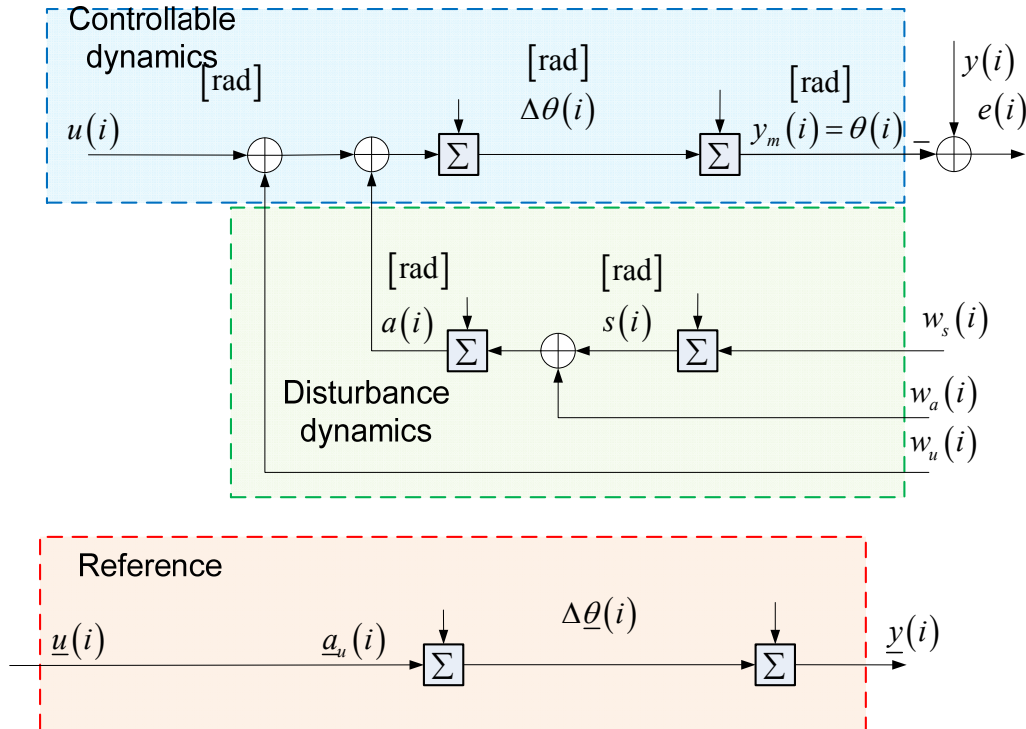 Controllable
dynamics
[rad]
[rad]
[rad]
u(i)
Δθ(i)
y_m(i) = θ(i)
−
y(i)
e(i)
Σ
Σ
[rad]
[rad]
a(i)
s(i)
Σ
Σ
w_s(i)
w_a(i)
w_u(i)
Disturbance
dynamics
Reference
u̲(i)
a̲_u(i)
Δθ̲(i)
y̲(i)
Σ
Σ